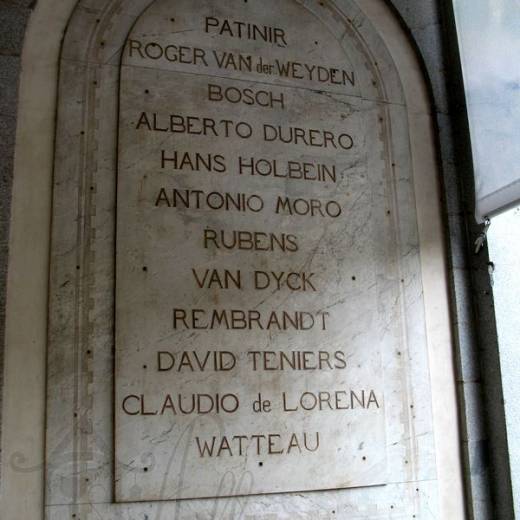 PATINIR
ROGER VAN der WEYDEN
BOSCH
ALBERTO DURERO
HANS HOLBEIN
ANTONIO MORO
RUBENS
VAN DYCK
REMBRANDT
DAVID TENIERS
CLAUDIO de LORENA
WATTEAU